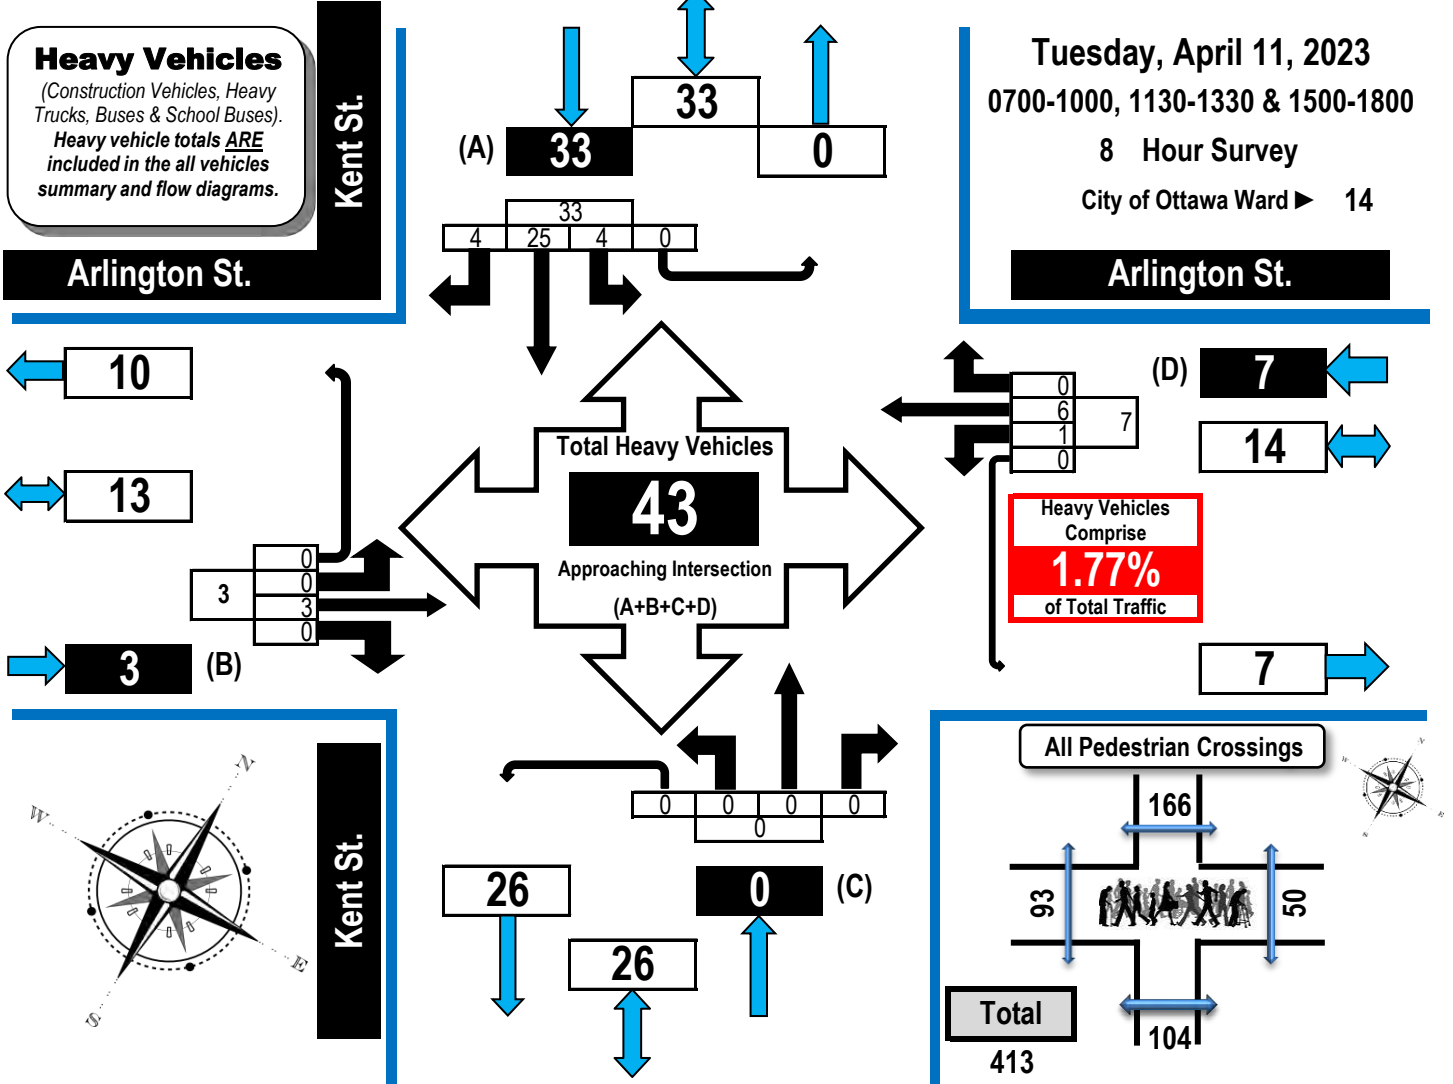 Heavy Vehicles
(Construction Vehicles, Heavy
Trucks, Buses & School Buses).
Heavy vehicle totals ARE
included in the all vehicles
summary and flow diagrams.
Kent St.
Arlington St.
(A)
33
33
0
33
4 25 4 0
Tuesday, April 11, 2023
0700-1000, 1130-1330 & 1500-1800
8 Hour Survey
City of Ottawa Ward ► 14
Arlington St.
10
13
0
0
3
0
3
3
(B)
Total Heavy Vehicles
43
Approaching Intersection
(A+B+C+D)
0
6
1
0
7
(D)
7
14
Heavy Vehicles
Comprise
1.77%
of Total Traffic
7
N
W
E
S
Kent St.
0 0 0 0
0
26
0
(C)
26
All Pedestrian Crossings
N
W
E
S
166
93
50
104
Total
413